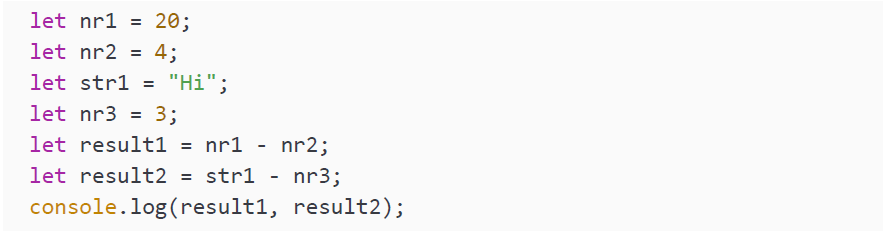 let nr1 = 20;
let nr2 = 4;
let str1 = "Hi";
let nr3 = 3;
let result1 = nr1 - nr2;
let result2 = str1 - nr3;
console.log(result1, result2);